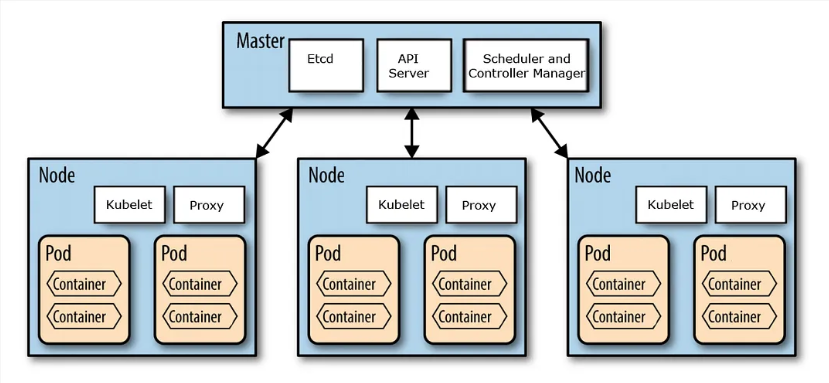 Master
Etcd
API
Server
Scheduler and
Controller Manager
Node
Kubelet
Proxy
Pod
Container
Container
Pod
Container
Container
Node
Kubelet
Proxy
Pod
Container
Container
Pod
Container
Container
Node
Kubelet
Proxy
Pod
Container
Container
Pod
Container
Container